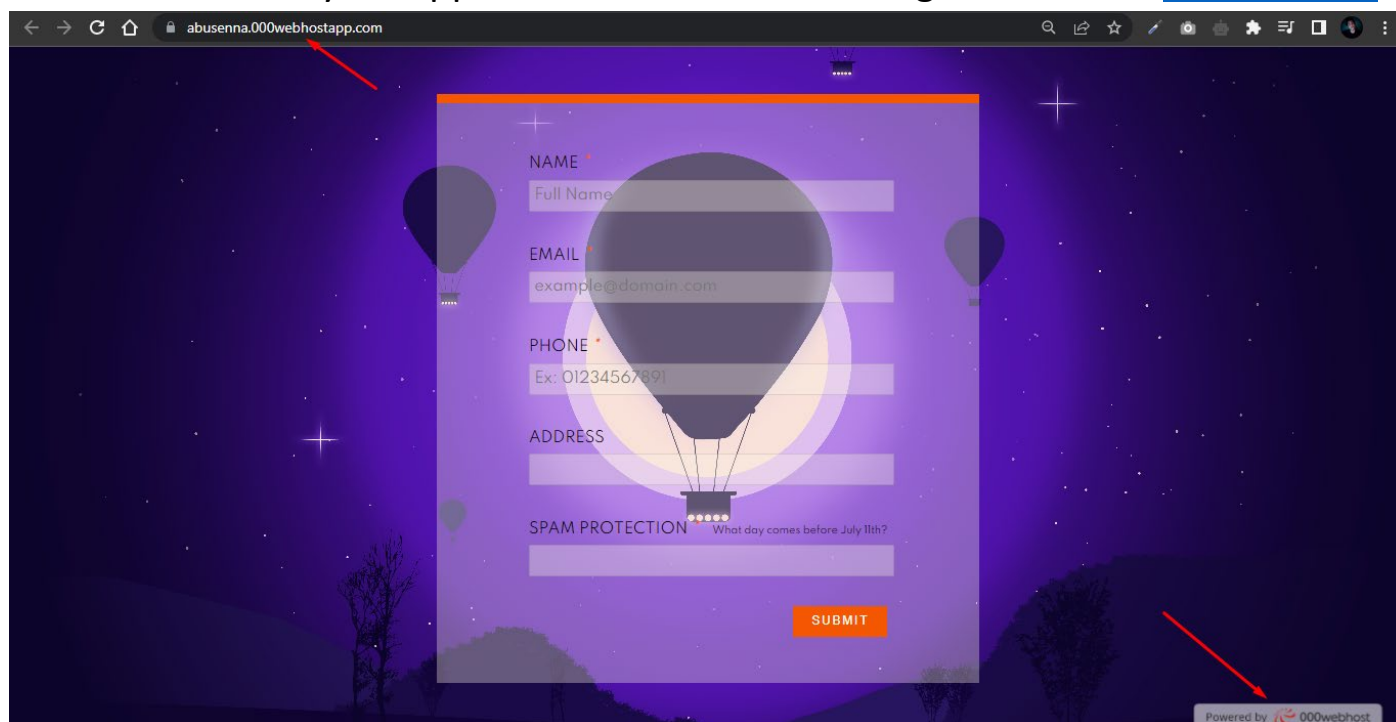 abusenna.000webhostapp.com
NAME *
Full Name
EMAIL *
example@domain.com
PHONE *
Ex: 01234567891
ADDRESS
SPAM PROTECTION * What day comes before July 11th?
SUBMIT
Powered by 000webhost